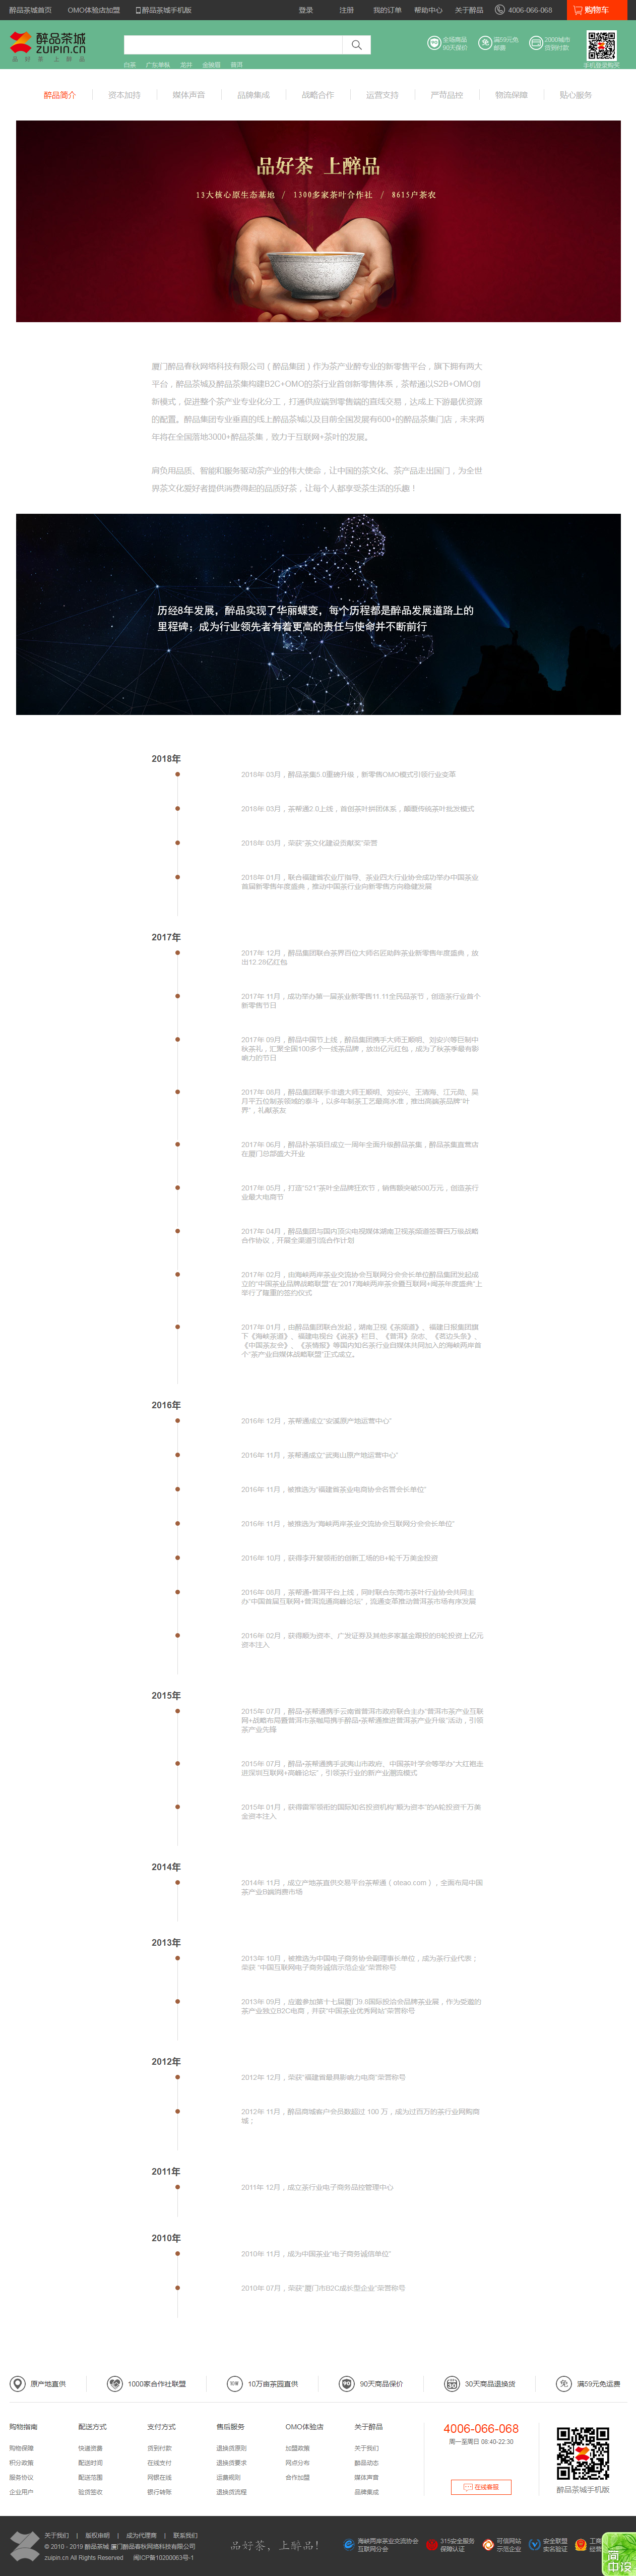 醉品茶城首页 OMO体验店加盟 醉品茶城手机版 登录 注册 我的订单 帮助中心 关于醉品 4006-066-068 购物车
醉品茶城
zuipin.cn
品好茶 上醉品
全场商品
90天保价
满59元免
邮费
2000城市
货到付款
白茶 广东单枞 龙井 金骏眉 普洱
手机登录购买
醉品简介 资本加持 媒体声音 品牌集成 战略合作 运营支持 严苛品控 物流保障 贴心服务
品好茶 上醉品
13大核心原生态基地 / 1300多家茶叶合作社 / 8615户茶农
厦门醉品春秋网络科技有限公司（醉品集团）作为茶产业醉专业的新零售平台，旗下拥有两大
平台，醉品茶城及醉品茶集构建B2C+OMO的茶行业首创新零售体系，茶帮通以S2B+OMO创
新模式，促进整个茶产业专业化分工，打通供应端到零售端的直线交易，达成上下游最优资源
的配置。醉品集团专业垂直的线上醉品茶城以及目前全国发展有600+的醉品茶集门店，未来两
年将在全国落地3000+醉品茶集，致力于互联网+茶叶的发展。
肩负用品质、智能和服务驱动茶产业的伟大使命，让中国的茶文化、茶产品走出国门，为全世
界茶文化爱好者提供消费得起的品质好茶，让每个人都享受茶生活的乐趣！
历经8年发展，醉品实现了华丽蝶变，每个历程都是醉品发展道路上的
里程碑；成为行业领先者有着更高的责任与使命并不断前行
2018年
2018年 03月，醉品茶集5.0重磅升级，新零售OMO模式引领行业变革
2018年 03月，茶帮通2.0上线，首创茶叶拼团体系，颠覆传统茶叶批发模式
2018年 03月，荣获“茶文化建设贡献奖”荣誉
2018年 01月，联合福建省农业厅指导、茶业四大行业协会成功举办中国茶业
首届新零售年度盛典，推动中国茶行业向新零售方向稳健发展
2017年
2017年 12月，醉品集团联合茶界百位大师名匠助阵茶业新零售年度盛典，放
出12.28亿红包
2017年 11月，成功举办第一届茶业新零售11.11全民品茶节，创造茶行业首个
新零售节日
2017年 09月，醉品中国节上线，醉品集团携手大师王顺明、刘安兴等巨制中
秋茶礼，汇聚全国100多个一线茶品牌，放出亿元红包，成为了秋茶季最有影
响力的节日
2017年 08月，醉品集团联手非遗大师王顺明、刘安兴、王清海、江元勋、吴
月平五位制茶领域的泰斗，以多年制茶工艺最高水准，推出高端茶品牌“叶
界”，礼献茶友
2017年 06月，醉品朴茶项目成立一周年全面升级醉品茶集，醉品茶集直营店
在厦门总部盛大开业
2017年 05月，打造“521”茶叶全品牌狂欢节，销售额突破500万元，创造茶行
业最大电商节
2017年 04月，醉品集团与国内顶尖电视媒体湖南卫视茶频道签署百万级战略
合作协议，开展全渠道引流合作计划
2017年 02月，由海峡两岸茶业交流协会互联网分会会长单位醉品集团发起成
立的“中国茶业品牌战略联盟”在“2017海峡两岸茶会暨互联网+闽茶年度盛典”上
举行了隆重的签约仪式
2017年 01月，由醉品集团联合发起，湖南卫视《茶频道》、福建日报集团旗
下《海峡茶道》、福建电视台《说茶》栏目、《普洱》杂志、《茗边头条》、
《中国茶友会》、《茶情报》等国内知名茶行业自媒体共同加入的海峡两岸首
个“茶产业自媒体战略联盟”正式成立。
2016年
2016年 12月，茶帮通成立“安溪原产地运营中心”
2016年 11月，茶帮通成立“武夷山原产地运营中心”
2016年 11月，被推选为“福建省茶业电商协会名誉会长单位”
2016年 11月，被推选为“海峡两岸茶业交流协会互联网分会会长单位”
2016年 10月，获得李开复领衔的创新工场的B+轮千万美金投资
2016年 08月，茶帮通•普洱平台上线，同时联合东莞市茶叶行业协会共同主
办“中国首届互联网+普洱流通高峰论坛”，流通变革推动普洱茶市场有序发展
2016年 02月，获得顺为资本、广发证券及其他多家基金跟投的B轮投资上亿元
资本注入
2015年
2015年 07月，醉品•茶帮通携手云南省普洱市政府联合主办“普洱市茶产业互联
网+战略布局暨普洱市茶咖局携手醉品•茶帮通推进普洱茶产业升级”活动，引领
茶产业先锋
2015年 07月，醉品•茶帮通携手武夷山市政府、中国茶叶学会等举办“大红袍走
进深圳互联网+高峰论坛”，引领茶行业的新产业潮流模式
2015年 01月，获得雷军领衔的国际知名投资机构“顺为资本”的A轮投资千万美
金资本注入
2014年
2014年 11月，成立产地茶直供交易平台茶帮通（oteao.com），全面布局中国
茶产业B端消费市场
2013年
2013年 10月，被推选为中国电子商务协会副理事长单位，成为茶行业代表；
荣获 “中国互联网电子商务诚信示范企业”荣誉称号
2013年 09月，应邀参加第十七届厦门9.8国际投洽会品牌茶业展，作为受邀的
茶产业独立B2C电商，并获“中国茶业优秀网站”荣誉称号
2012年
2012年 12月，荣获“福建省最具影响力电商”荣誉称号
2012年 11月，醉品商城客户会员数超过 100 万，成为过百万的茶行业网购商
城；
2011年
2011年 12月，成立茶行业电子商务品控管理中心
2010年
2010年 11月，成为中国茶业“电子商务诚信单位”
2010年 07月，荣获“厦门市B2C成长型企业”荣誉称号
原产地直供 1000家合作社联盟 10万亩茶园直供 90天商品保价 30天商品退换货 满59元免运费
购物指南 配送方式 支付方式 售后服务 OMO体验店 关于醉品
购物保障 快递资费 货到付款 退换货原则 加盟政策 关于我们
积分政策 配送时间 在线支付 退换货要求 网点分布 醉品动态
服务协议 配送范围 网银在线 运费规则 合作加盟 媒体声音
企业用户 验货签收 银行转账 退换货流程 品牌集成
4006-066-068
周一至周日 08:40-22:30
在线客服
醉品茶城手机版
关于我们 | 版权申明 | 成为代理商 | 联系我们
© 2010 - 2019 醉品茶城 厦门醉品春秋网络科技有限公司
zuipin.cn All Rights Reserved 闽ICP备10200063号-1
品好茶，上醉品！
海峡两岸茶业交流协会
互联网分会
315安全服务
保障认证
可信网站
示范企业
安全联盟
实名验证
工商
经营
简
中设